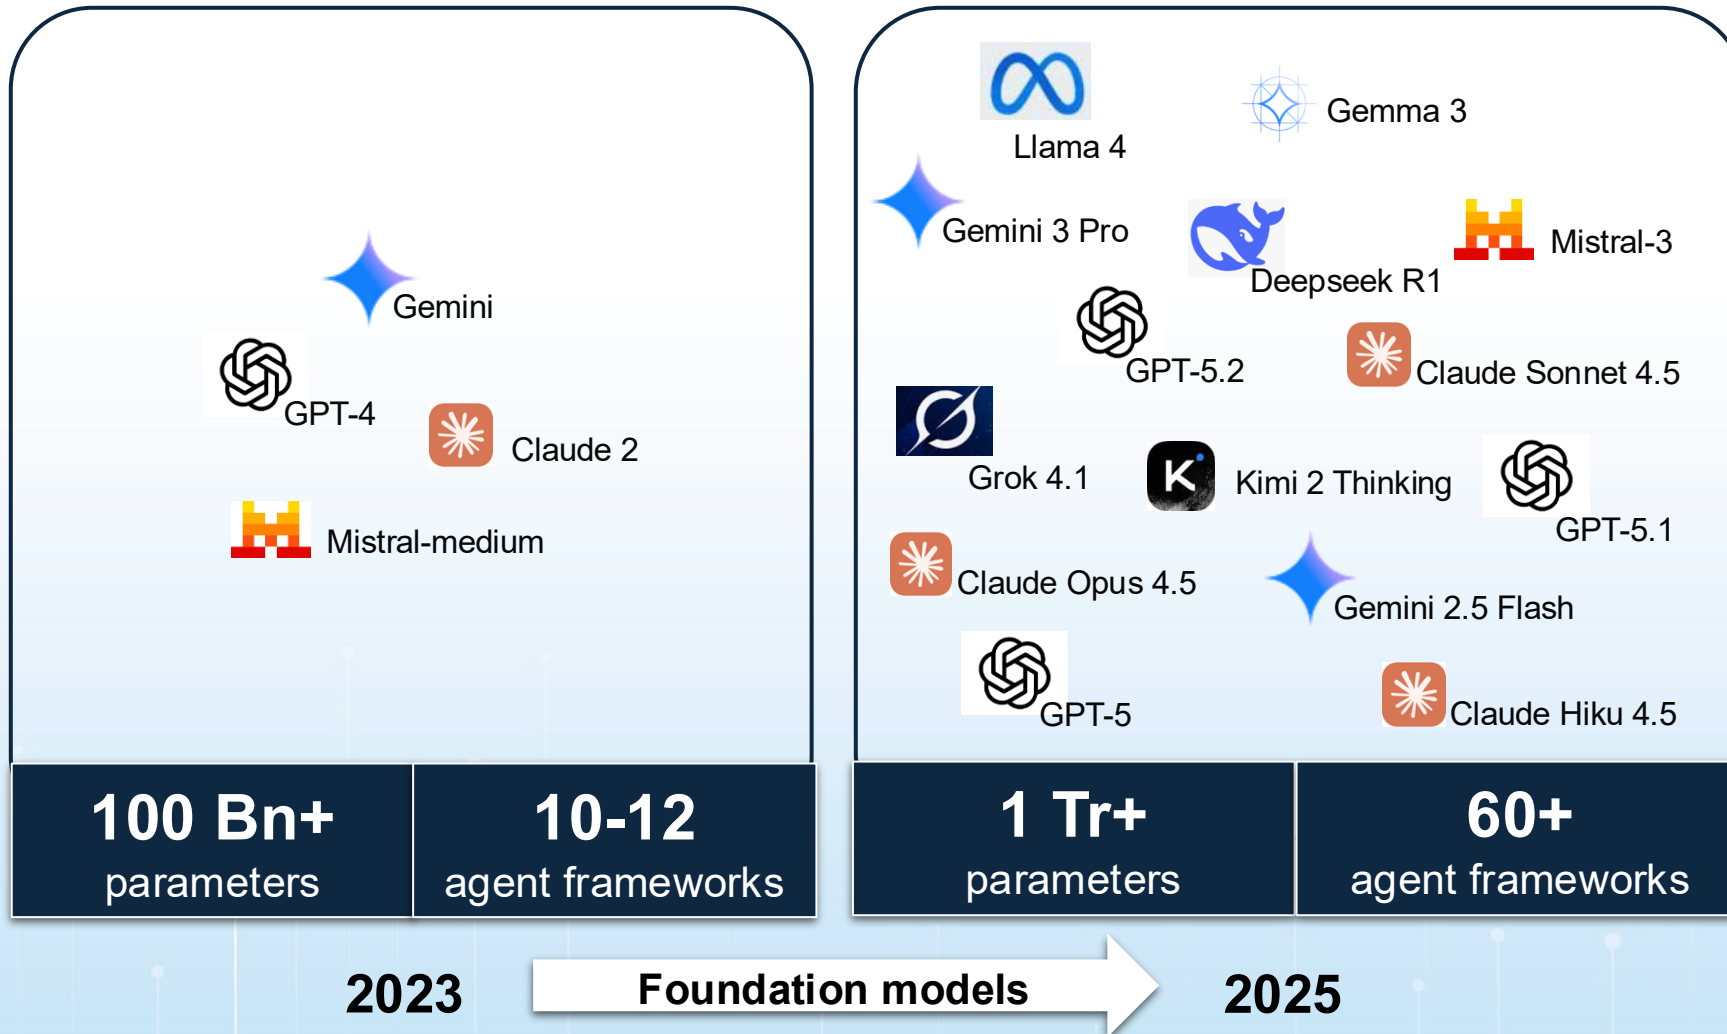 Gemini
GPT-4
Claude 2
Mistral-medium
100 Bn+
parameters
10-12
agent frameworks
Llama 4
Gemma 3
Gemini 3 Pro
Deepseek R1
Mistral-3
GPT-5.2
Claude Sonnet 4.5
Grok 4.1
Kimi 2 Thinking
GPT-5.1
Claude Opus 4.5
Gemini 2.5 Flash
GPT-5
Claude Hiku 4.5
1 Tr+
parameters
60+
agent frameworks
2023
Foundation models
2025